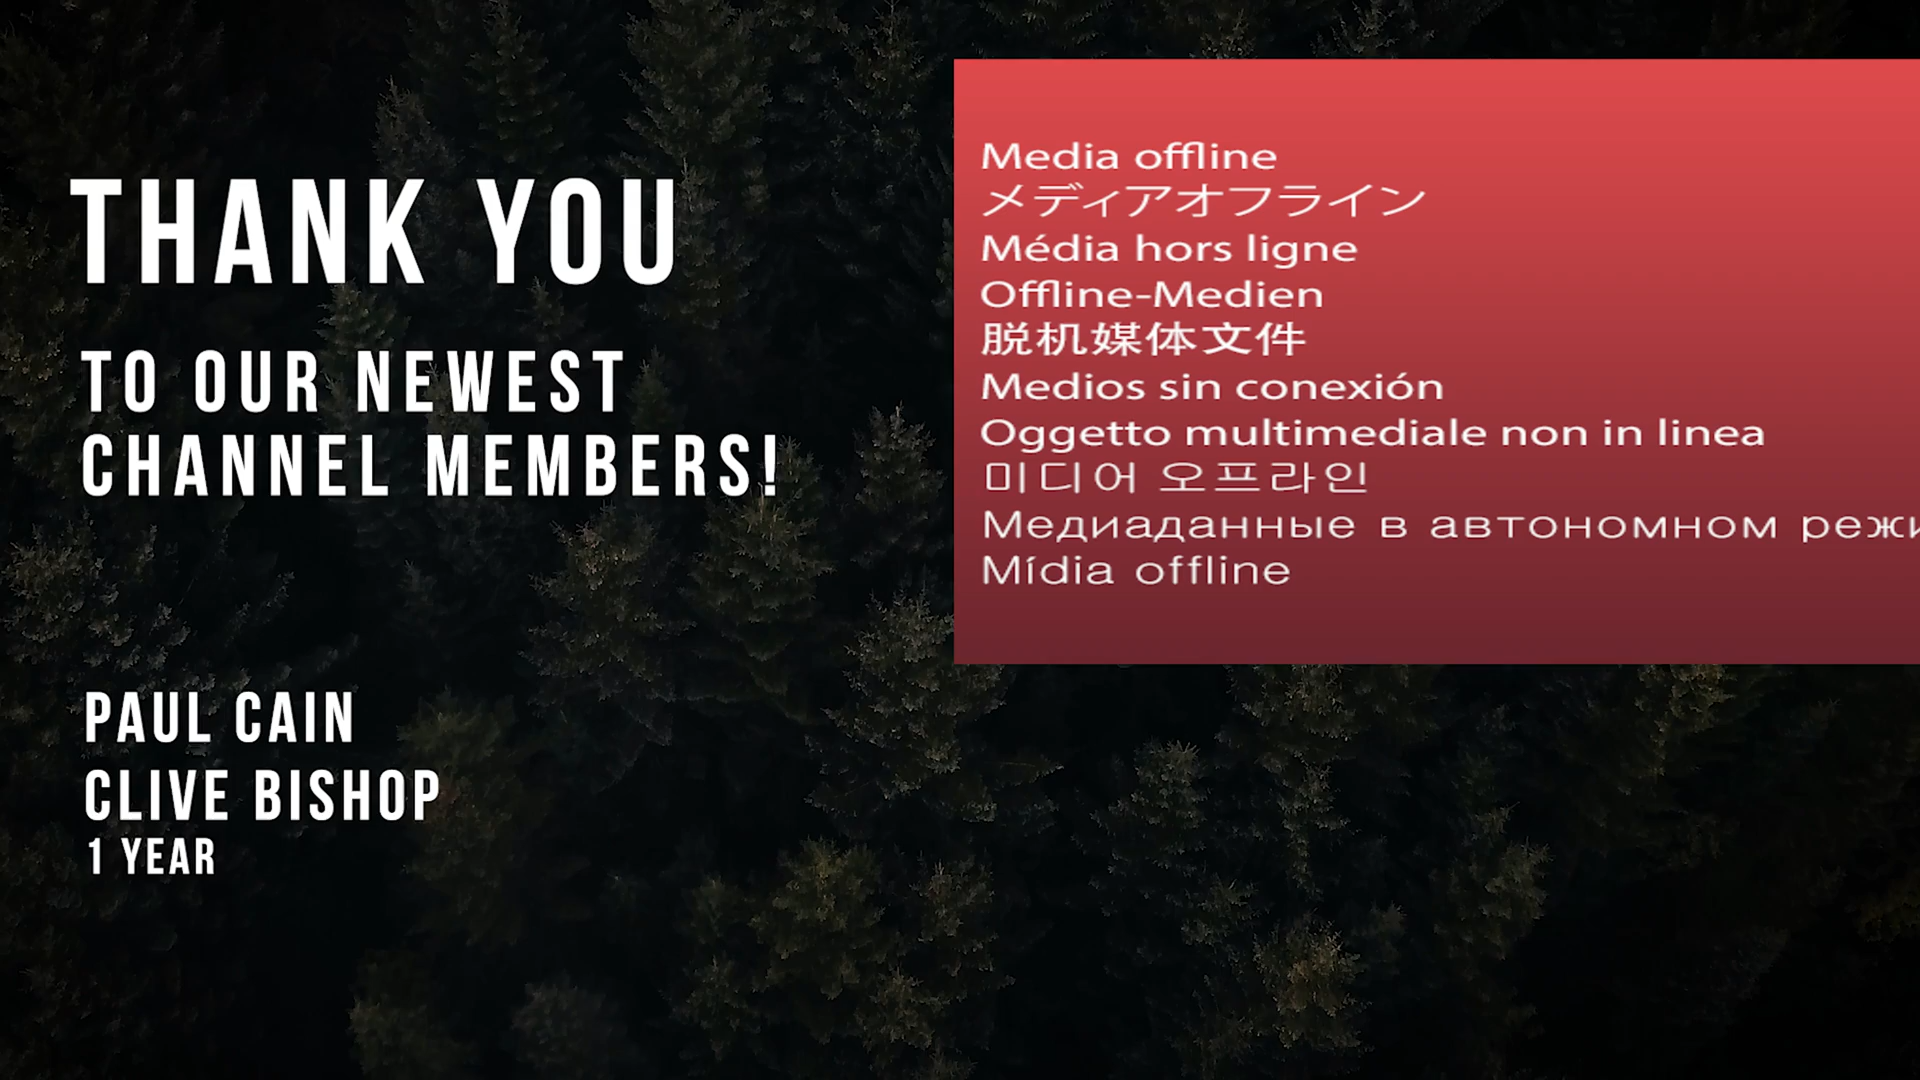 THANK YOU
TO OUR NEWEST
CHANNEL MEMBERS!
PAUL CAIN
CLIVE BISHOP
1 YEAR
Media offline
メディアオフライン
Média hors ligne
Offline-Medien
脱机媒体文件
Medios sin conexión
Oggetto multimediale non in linea
미디어 오프라인
Медиаданные в автономном режи
Mídia offline